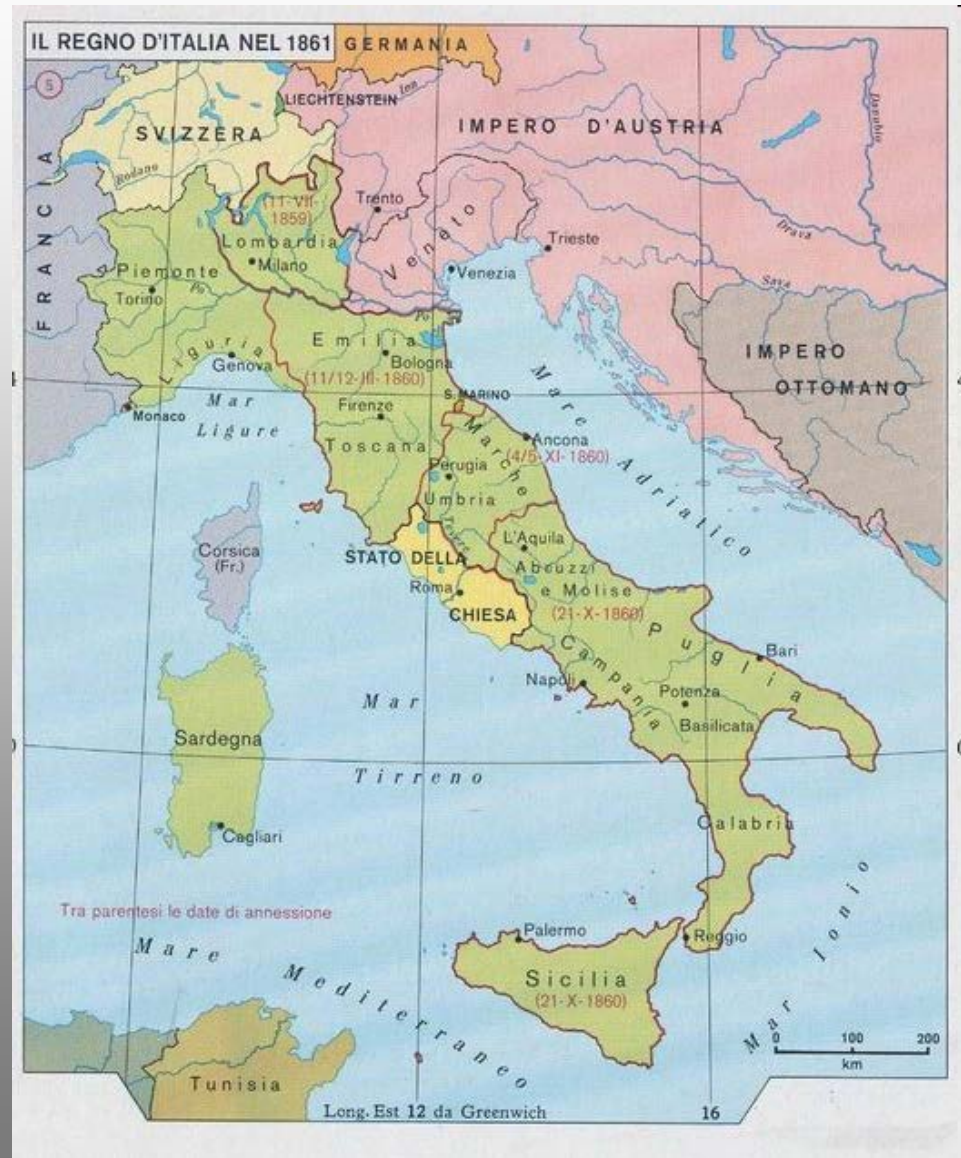 IL REGNO D'ITALIA NEL 1861
GERMANIA
5
LIECHTENSTEIN
Inn
SVIZZERA
IMPERO D'AUSTRIA
Danubio
FRANCIA
Rodano
(11-VII-
1859)
Trento
Lombardia
Milano
Veneto
Trieste
Drava
Venezia
Piemonte
Torino
Po
Sava
Po
Emilia
Bologna
Liguria
Genova
(11/12-III-1860)
IMPERO
OTTOMANO
Monaco
Mar
Ligure
Firenze
S. MARINO
Toscana
Marche
Ancona
(4/5-XI-1860)
Mare Adriatico
Perugia
Umbria
Tevere
Corsica
(Fr.)
STATO DELLA
CHIESA
Roma
L'Aquila
Abruzzi
e Molise
(21-X-1860)
Puglia
Bari
Campania
Napoli
Potenza
Basilicata
Mar
Tirreno
Sardegna
Cagliari
Calabria
Tra parentesi le date di annessione
Mare Mediterraneo
Palermo
Reggio
Sicilia
(21-X-1860)
Mar Ionio
0 100 200
km
Tunisia
Long. Est 12 da Greenwich
16